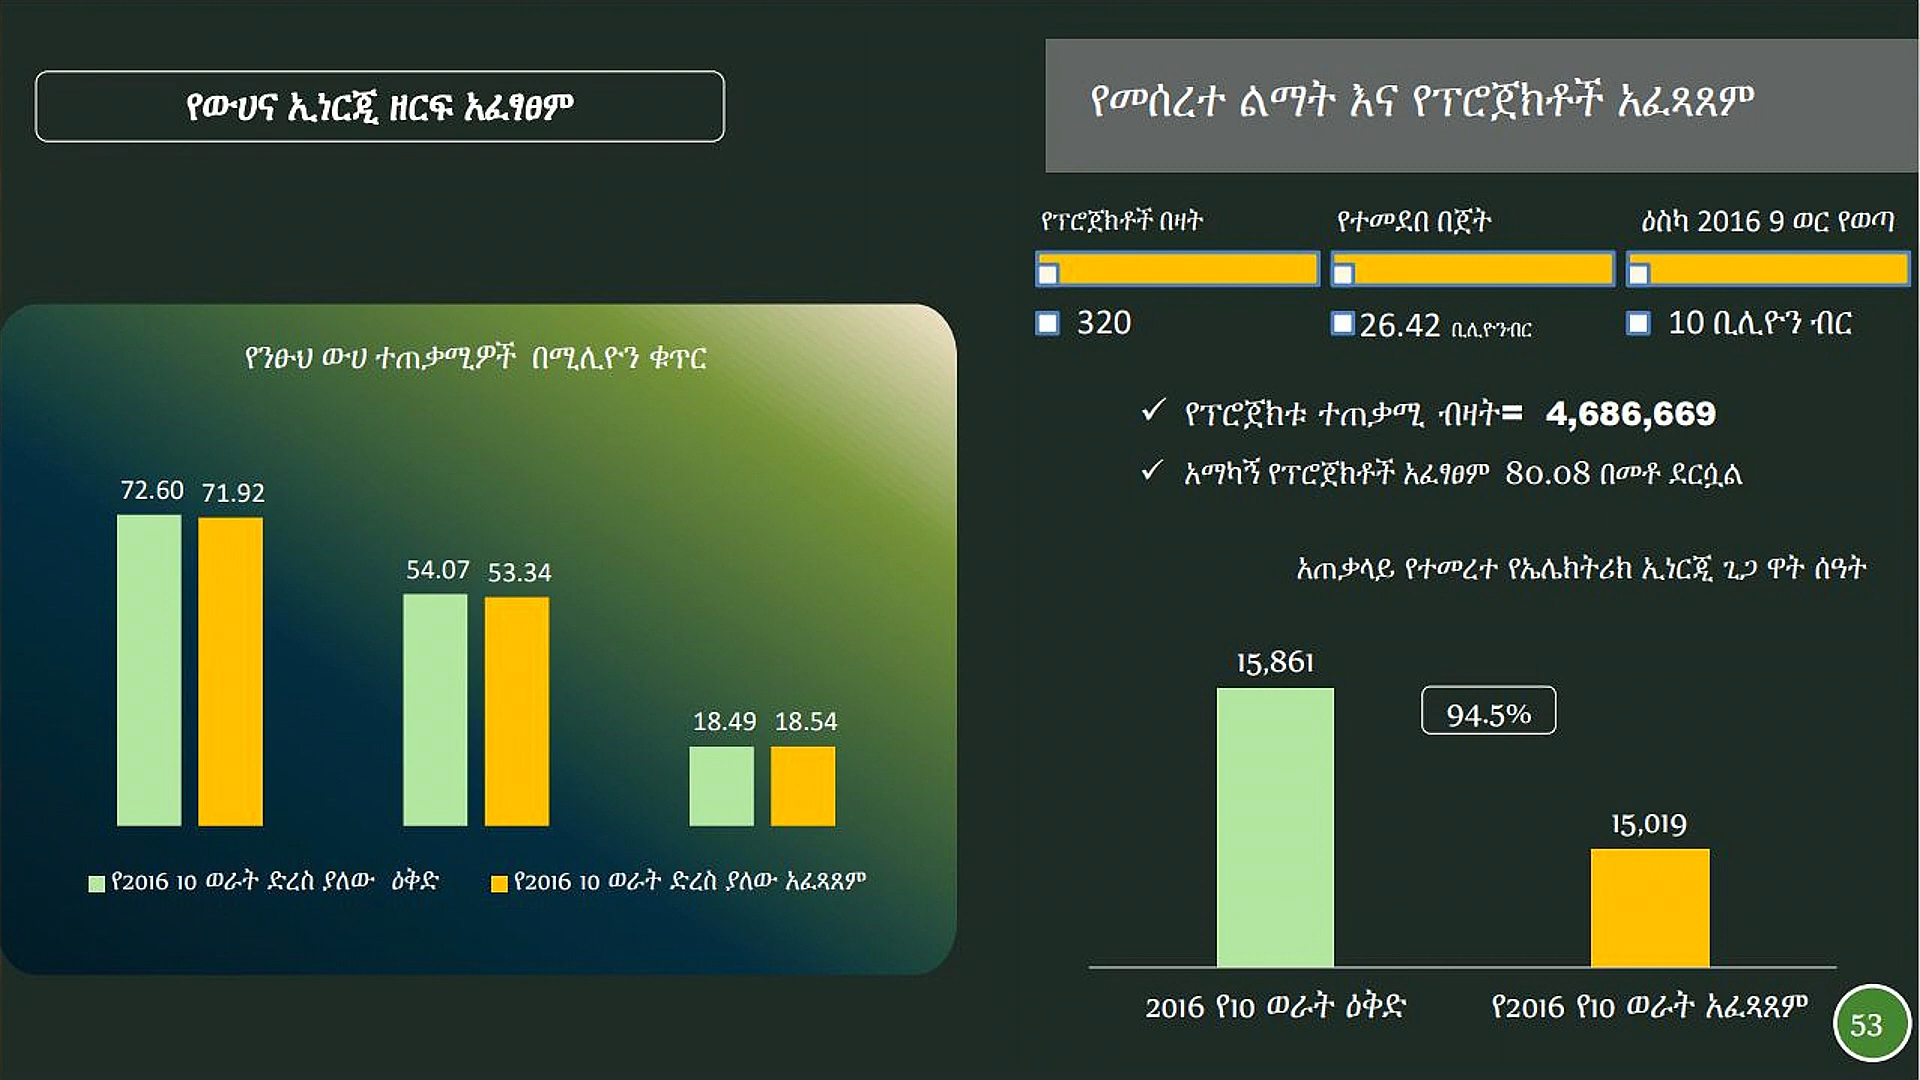 የውሀና ኢነርጂ ዘርፍ አፈፃፀም
የንፁህ ውሀ ተጠቃሚዎች በሚሊዮን ቁጥር
72.60 71.92
54.07 53.34
18.49 18.54
የ2016 10 ወራት ድረስ ያለው ዕቅድ
የ2016 10 ወራት ድረስ ያለው አፈጻጸም
የመሰረተ ልማት እና የፕሮጀክቶች አፈጻጸም
የፕሮጀክቶች በዛት
የተመደበ በጀት
ዕስካ 2016 9 ወር የወጣ
320
26.42 ቢሊዮንብር
10 ቢሊዮን ብር
✓ የፕሮጀክቱ ተጠቃሚ ብዛት= 4,686,669
✓ አማካኝ የፕሮጀክቶች አፈፃፀም 80.08 በመቶ ደርሷል
አጠቃላይ የተመረተ የኤሌክትሪክ ኢነርጂ ጊጋ ዋት ሰዓት
15,861
94.5%
15,019
2016 የ10 ወራት ዕቅድ
የ2016 የ10 ወራት አፈጻጸም
53